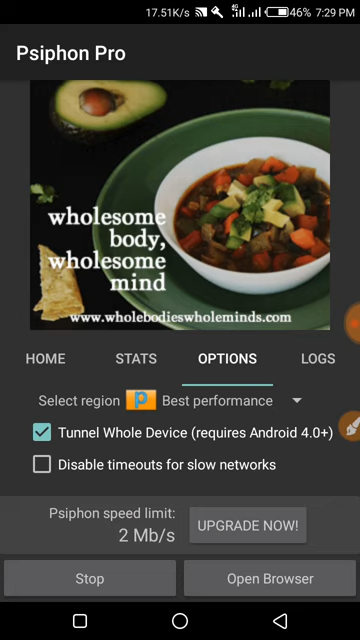 17.51K/s 4G 46% 7:29 PM
Psiphon Pro
wholesome
body,
wholesome
mind
www.wholebodieswholeminds.com
HOME STATS OPTIONS LOGS
Select region P Best performance
Tunnel Whole Device (requires Android 4.0+)
Disable timeouts for slow networks
Psiphon speed limit:
2 Mb/s
UPGRADE NOW!
Stop Open Browser